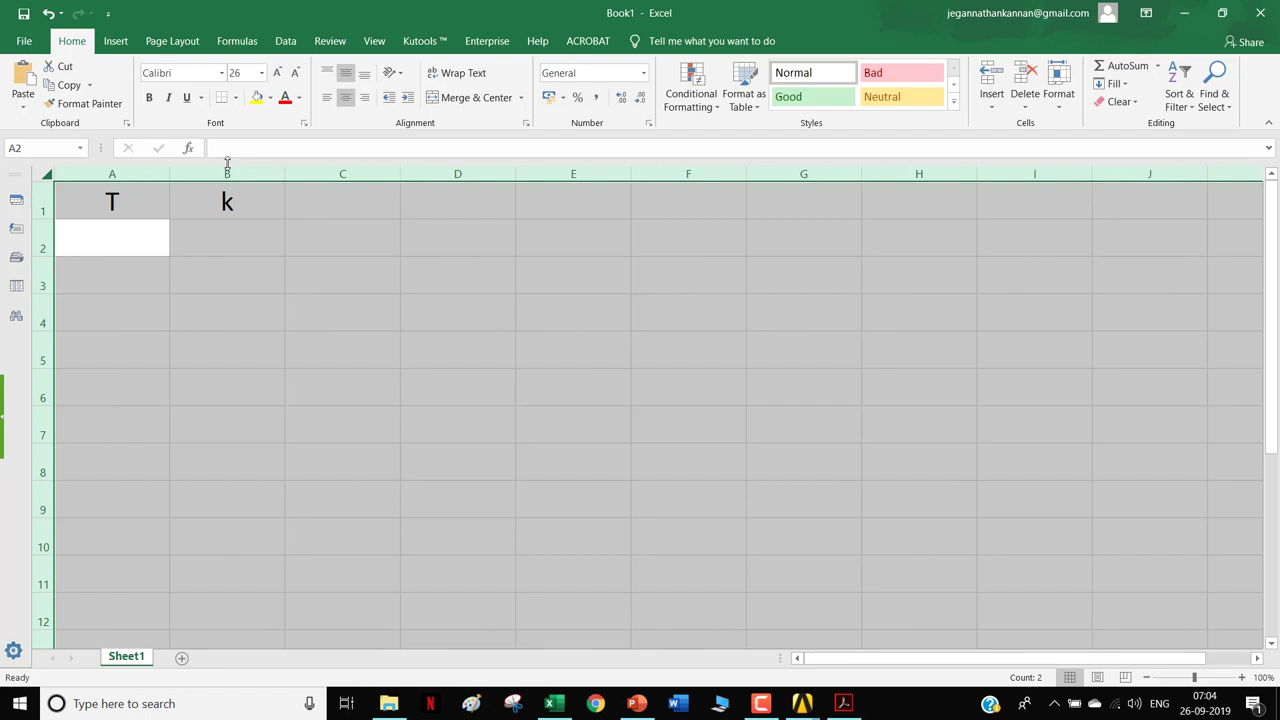 Book1 - Excel
jegannathankannan@gmail.com
File Home Insert Page Layout Formulas Data Review View Kutools ™ Enterprise Help ACROBAT Tell me what you want to do Share
Paste
Cut
Copy
Format Painter
Clipboard
Calibri 26
B I U
Font
Wrap Text
Merge & Center
Alignment
General
Number
Conditional Formatting
Format as Table
Normal Bad
Good Neutral
Styles
Insert Delete Format
Cells
AutoSum
Fill
Clear
Sort & Filter
Find & Select
Editing
A2 fx
A B C D E F G H I J
1 T k
2
3
4
5
6
7
8
9
10
11
12
Sheet1
Ready Count: 2 100%
Type here to search
ENG
07:04
26-09-2019